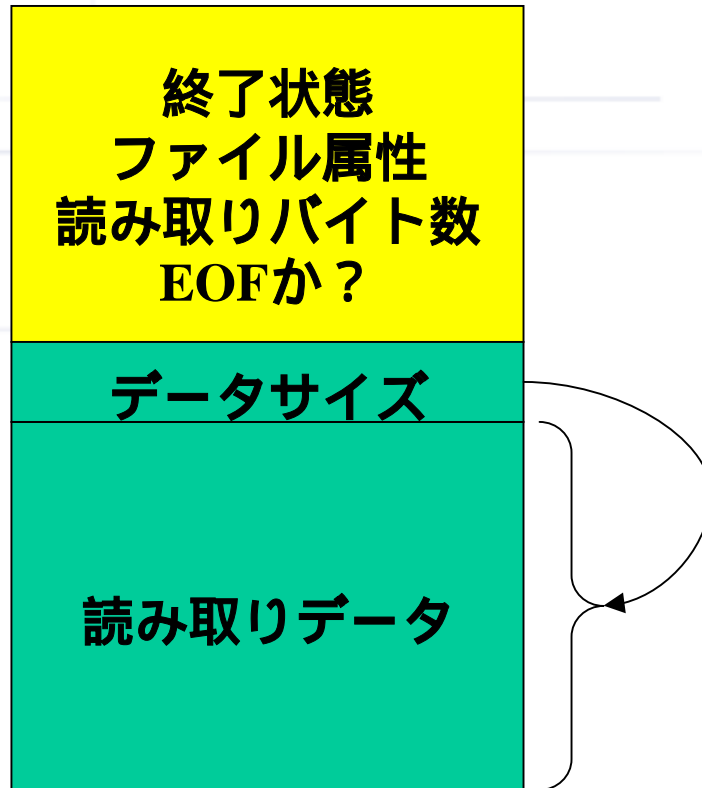 終了状態
ファイル属性
読み取りバイト数
EOFか？
データサイズ
読み取りデータ